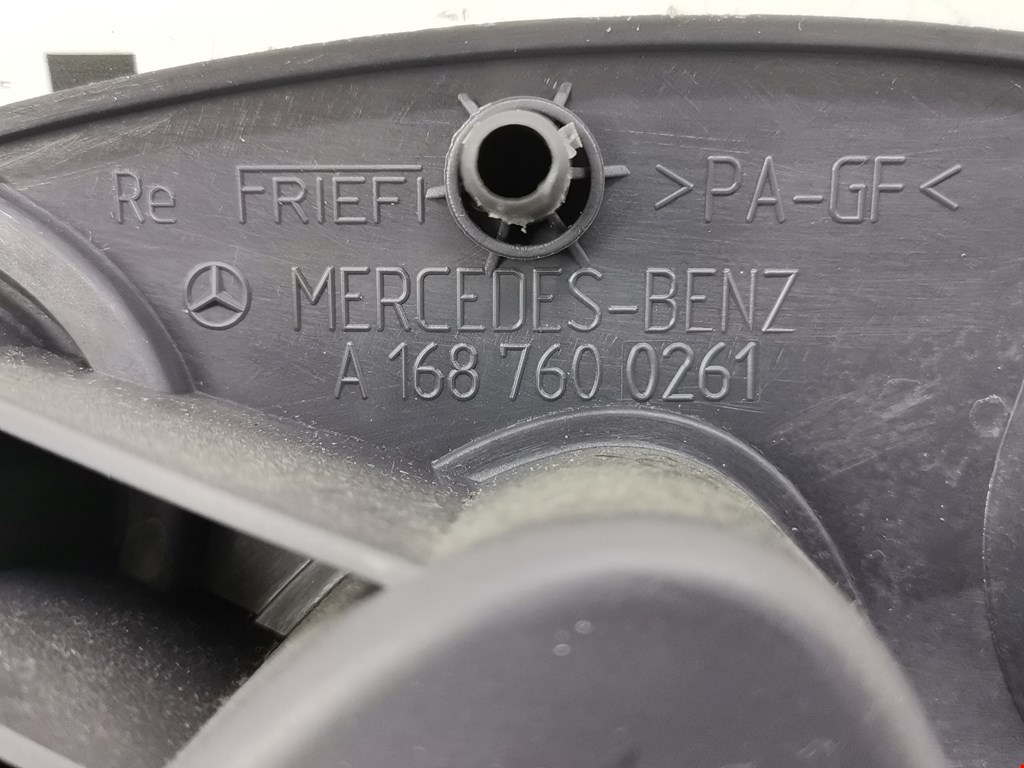 Re FRIEFI >PA-GF<
MERCEDES-BENZ
A 168 760 0261